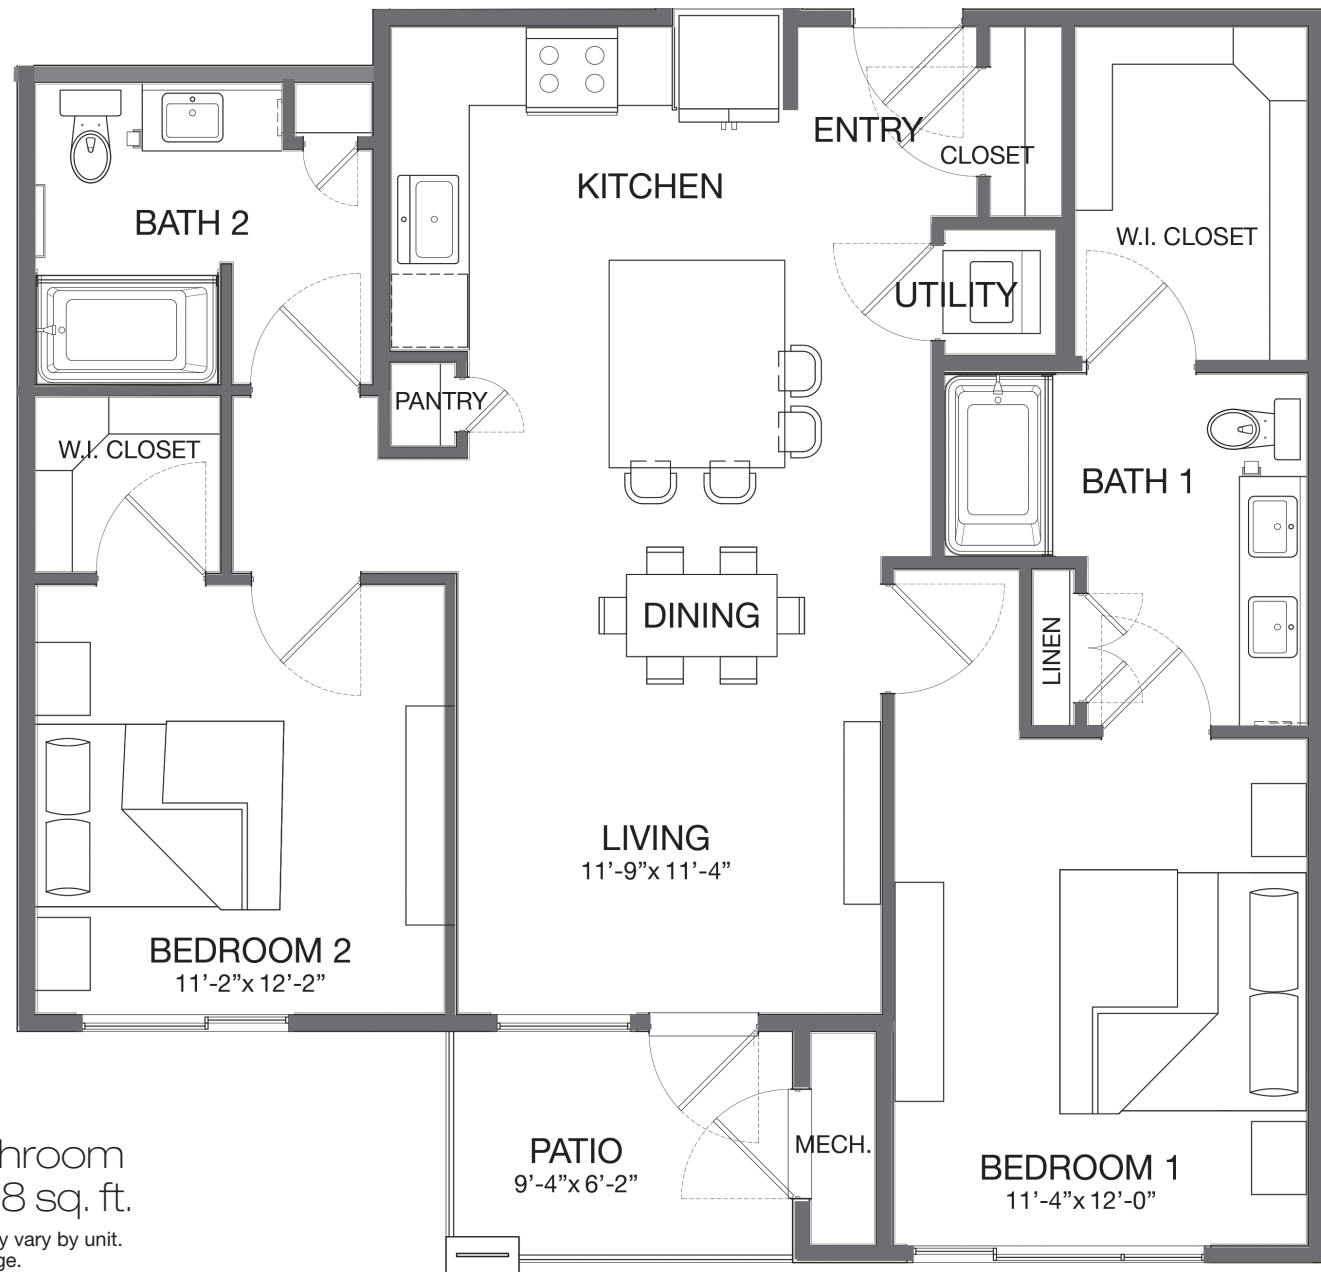 ENTRY
CLOSET
KITCHEN
BATH 2
W.I. CLOSET
UTILITY
PANTRY
W.I. CLOSET
BATH 1
DINING
LINEN
LIVING
11’-9”x 11’-4”
BEDROOM 2
11’-2”x 12’-2”
PATIO
9’-4”x 6’-2”
MECH.
BEDROOM 1
11’-4”x 12’-0”
hroom
8 sq. ft.
y vary by unit.
ge.